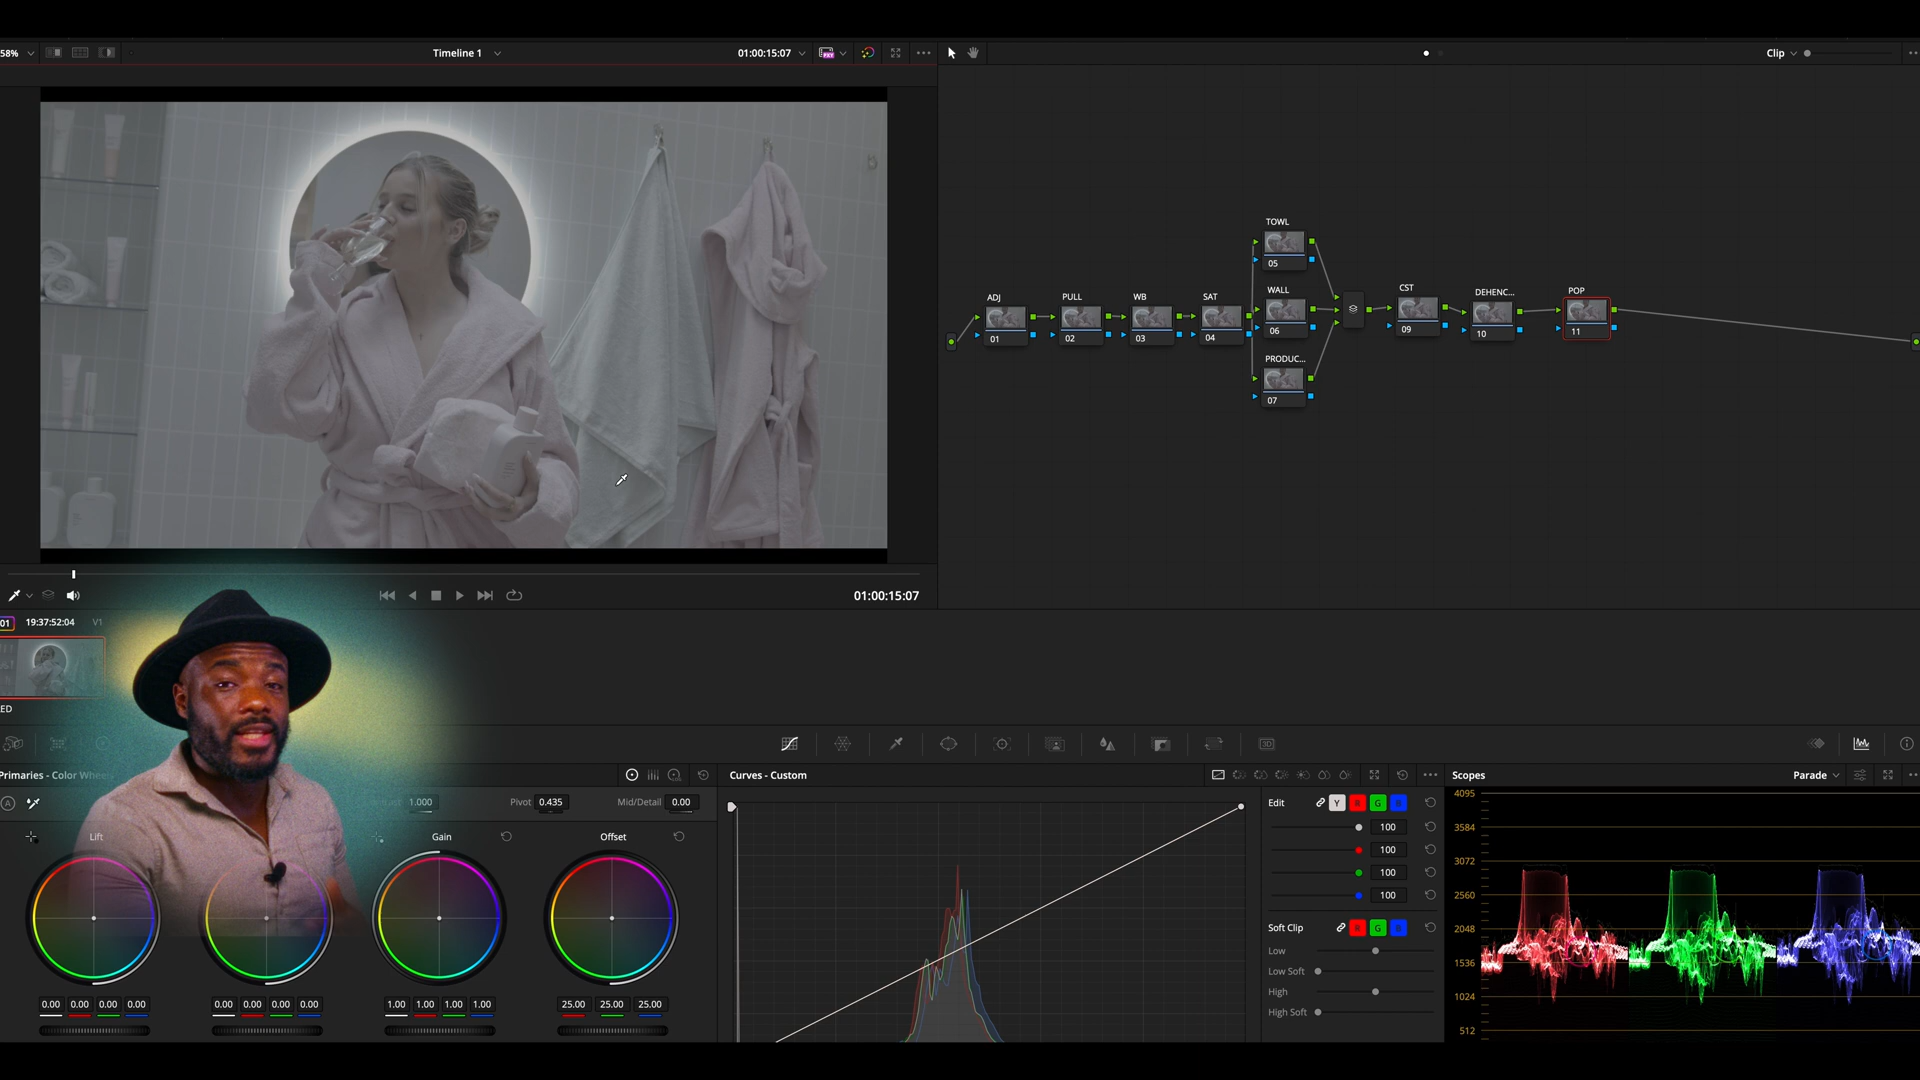 58%
Timeline 1
01:00:15:07
Clip
TOWL
05
ADJ
PULL
WB
SAT
WALL
CST
DEHENC...
POP
01
02
03
04
06
09
10
11
PRODUC...
07
01:00:15:07
01
19:37:52:04
V1
ED
3D
Primaries - Color Whee
Curves - Custom
Scopes
Parade
A
1.000
Pivot
0.435
Mid/Detail
0.00
Lift
Gain
Offset
0.00 0.00 0.00 0.00
0.00 0.00 0.00 0.00
1.00 1.00 1.00 1.00
25.00 25.00 25.00
Edit
Y
R
G
B
100
100
100
100
Soft Clip
R
G
B
Low
Low Soft
High
High Soft
4095
3584
3072
2560
2048
1536
1024
512